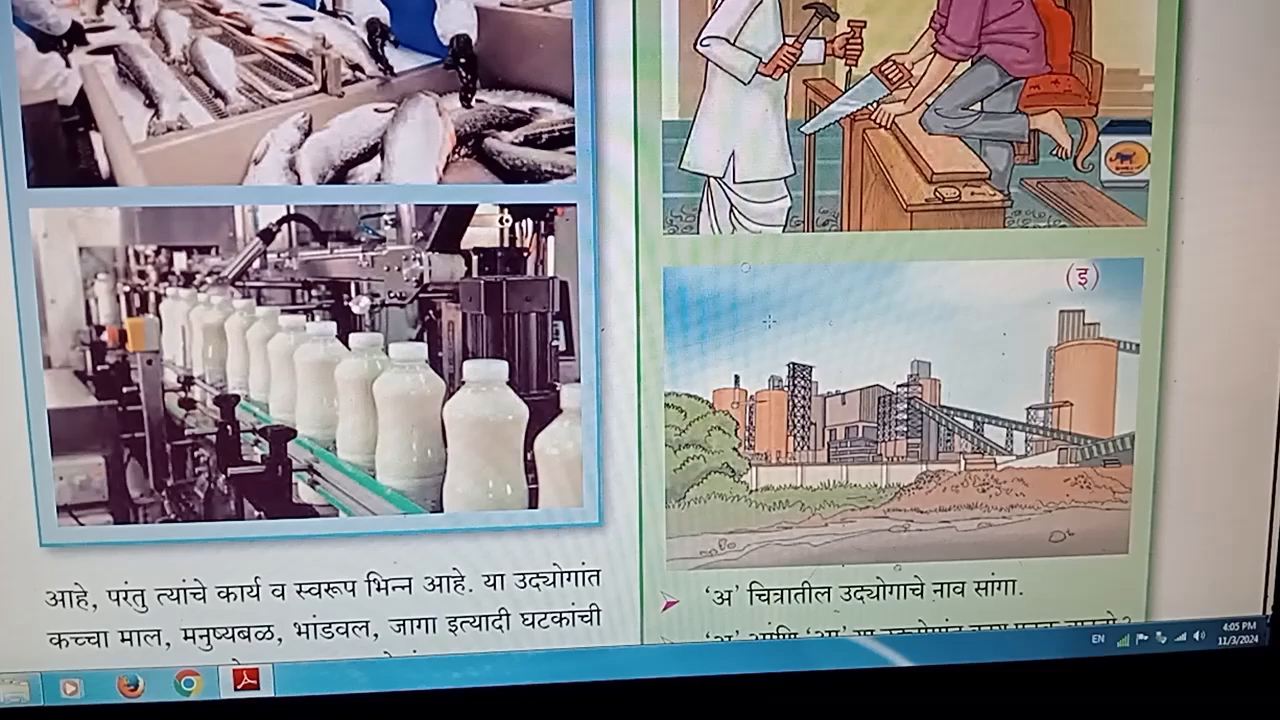 (इ)
आहे, परंतु त्यांचे कार्य व स्वरूप भिन्न आहे. या उद्योगांत
कच्चा माल, मनुष्यबळ, भांडवल, जागा इत्यादी घटकांची
‘अ’ चित्रातील उद्योगाचे नाव सांगा.
EN
4:05 PM
11/3/2024